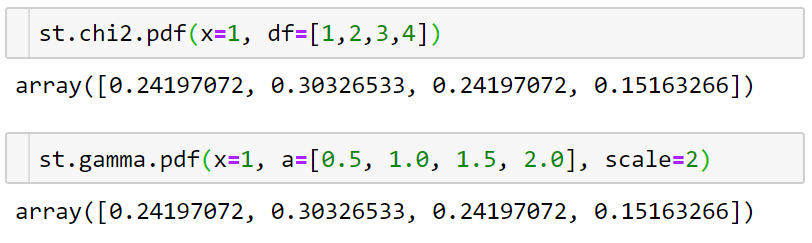 st.chi2.pdf(x=1, df=[1,2,3,4])
array([0.24197072, 0.30326533, 0.24197072, 0.15163266])
st.gamma.pdf(x=1, a=[0.5, 1.0, 1.5, 2.0], scale=2)
array([0.24197072, 0.30326533, 0.24197072, 0.15163266])